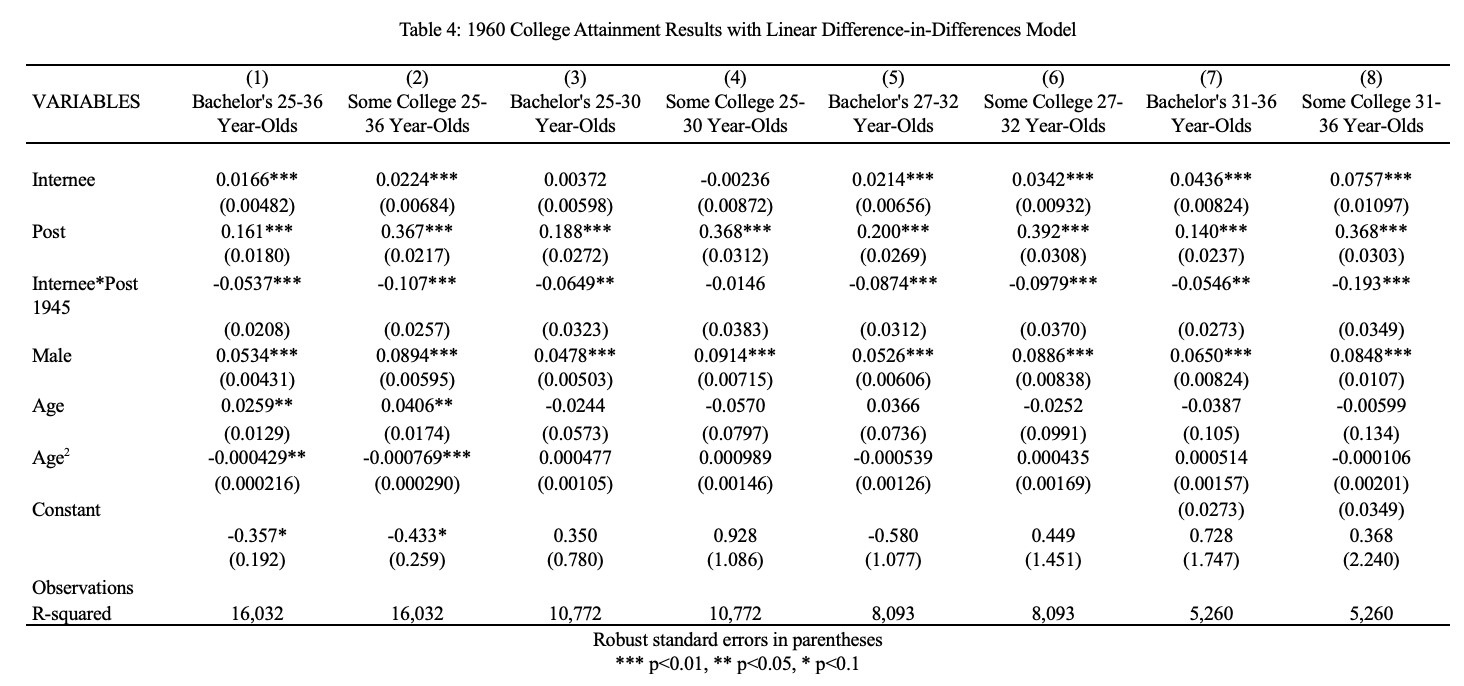 Table 4: 1960 College Attainment Results with Linear Difference-in-Differences Model
(1) (2) (3) (4) (5) (6) (7) (8)
VARIABLES Bachelor's 25-36 Some College 25- Bachelor's 25-30 Some College 25- Bachelor's 27-32 Some College 27- Bachelor's 31-36 Some College 31-
Year-Olds 36 Year-Olds Year-Olds 30 Year-Olds Year-Olds 32 Year-Olds Year-Olds 36 Year-Olds
Internee 0.0166*** 0.0224*** 0.00372 -0.00236 0.0214*** 0.0342*** 0.0436*** 0.0757***
(0.00482) (0.00684) (0.00598) (0.00872) (0.00656) (0.00932) (0.00824) (0.01097)
Post 0.161*** 0.367*** 0.188*** 0.368*** 0.200*** 0.392*** 0.140*** 0.368***
(0.0180) (0.0217) (0.0272) (0.0312) (0.0269) (0.0308) (0.0237) (0.0303)
Internee*Post -0.0537*** -0.107*** -0.0649** -0.0146 -0.0874*** -0.0979*** -0.0546** -0.193***
1945
(0.0208) (0.0257) (0.0323) (0.0383) (0.0312) (0.0370) (0.0273) (0.0349)
Male 0.0534*** 0.0894*** 0.0478*** 0.0914*** 0.0526*** 0.0886*** 0.0650*** 0.0848***
(0.00431) (0.00595) (0.00503) (0.00715) (0.00606) (0.00838) (0.00824) (0.0107)
Age 0.0259** 0.0406** -0.0244 -0.0570 0.0366 -0.0252 -0.0387 -0.00599
(0.0129) (0.0174) (0.0573) (0.0797) (0.0736) (0.0991) (0.105) (0.134)
Age² -0.000429** -0.000769*** 0.000477 0.000989 -0.000539 0.000435 0.000514 -0.000106
(0.000216) (0.000290) (0.00105) (0.00146) (0.00126) (0.00169) (0.00157) (0.00201)
Constant (0.0273) (0.0349)
-0.357* -0.433* 0.350 0.928 -0.580 0.449 0.728 0.368
(0.192) (0.259) (0.780) (1.086) (1.077) (1.451) (1.747) (2.240)
Observations
R-squared 16,032 16,032 10,772 10,772 8,093 8,093 5,260 5,260
Robust standard errors in parentheses
*** p<0.01, ** p<0.05, * p<0.1